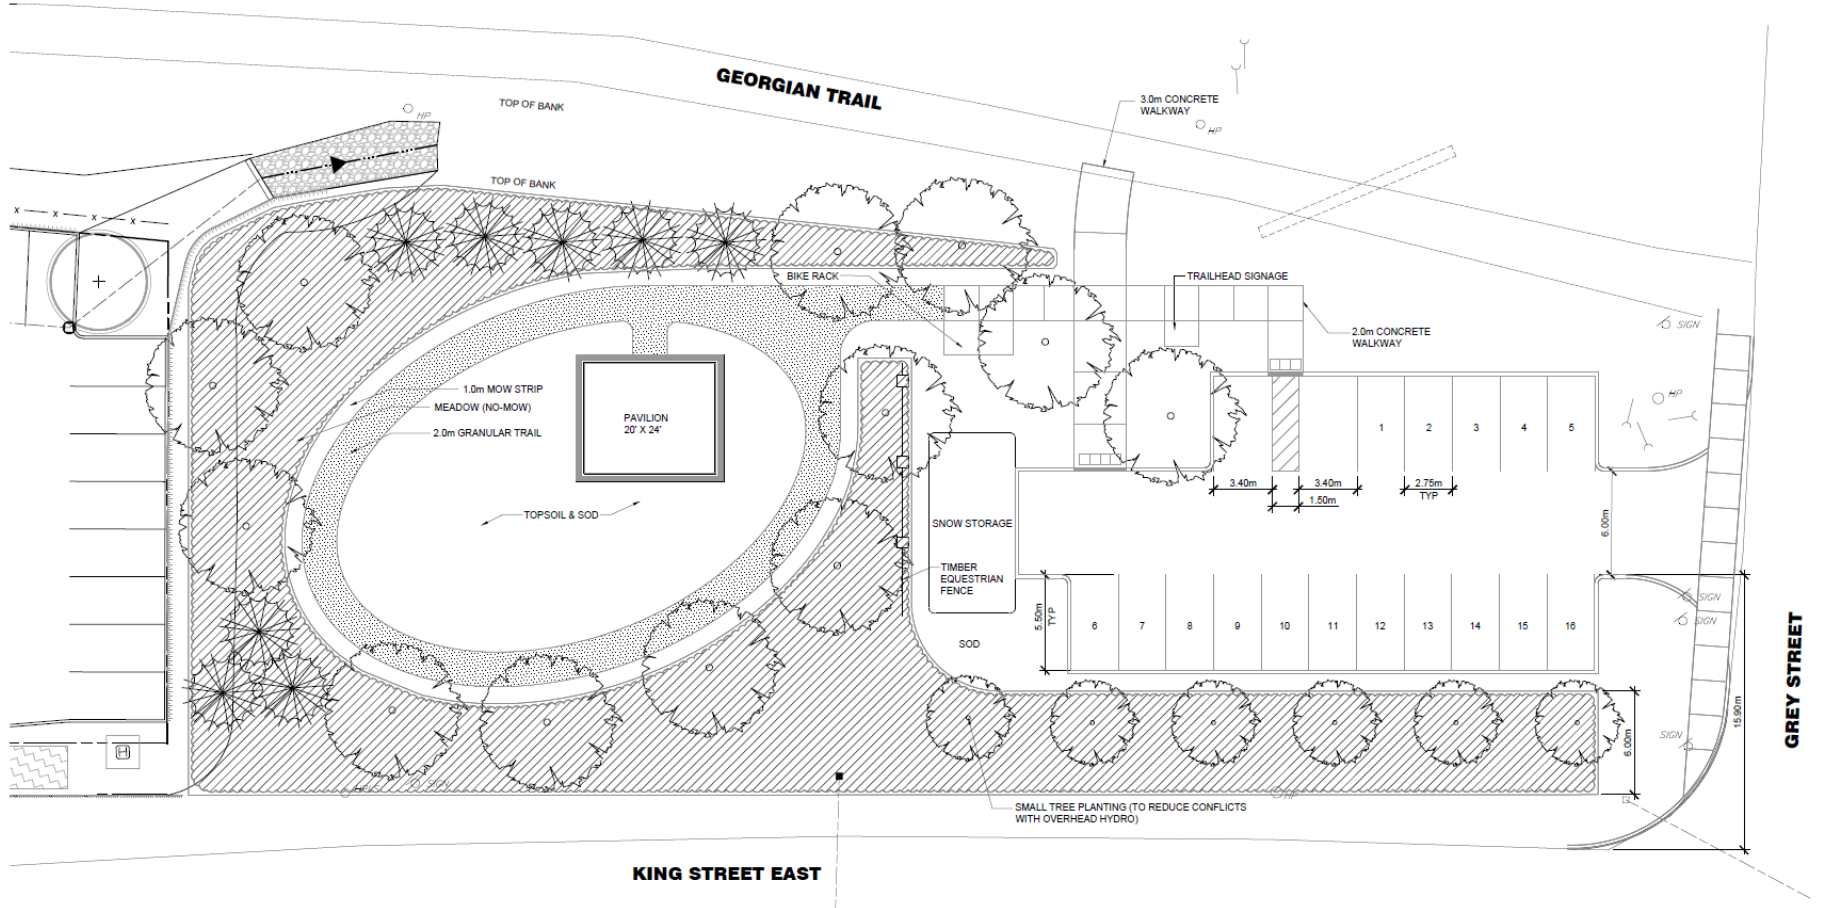 GEORGIAN TRAIL
3.0m CONCRETE
WALKWAY
TOP OF BANK
HP
HP
TOP OF BANK
x
x
x
x
BIKE RACK
TRAILHEAD SIGNAGE
2.0m CONCRETE
WALKWAY
SIGN
1.0m MOW STRIP
MEADOW (NO-MOW)
2.0m GRANULAR TRAIL
PAVILION
20' X 24'
HP
1
2
3
4
5
3.40m
3.40m
2.75m
TYP
1.50m
TOPSOIL & SOD
SNOW STORAGE
6.00m
TIMBER
EQUESTRIAN
FENCE
5.50m
TYP
SIGN
SIGN
6
7
8
9
10
11
12
13
14
15
16
SOD
GREY STREET
15.90m
6.00m
SIGN
H
SIGN
HP
SMALL TREE PLANTING (TO REDUCE CONFLICTS
WITH OVERHEAD HYDRO)
KING STREET EAST